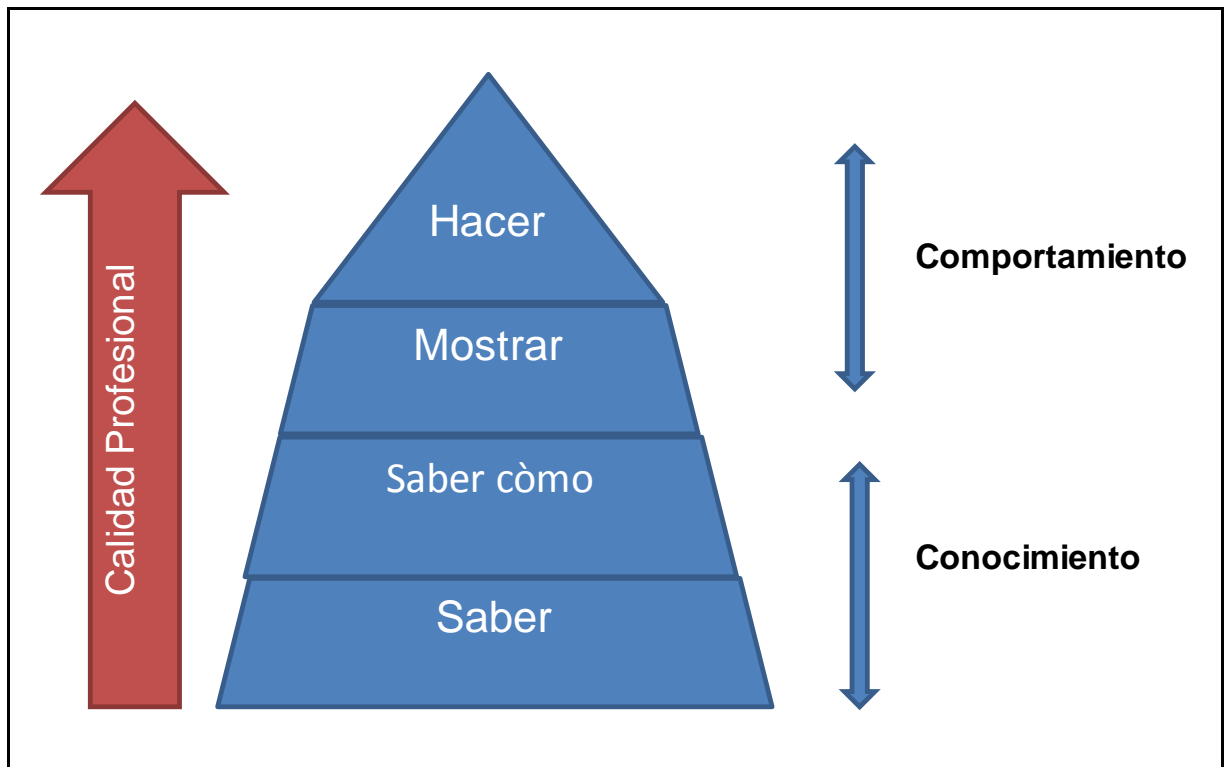 Calidad Profesional
Hacer
Mostrar
Saber còmo
Saber
Comportamiento
Conocimiento